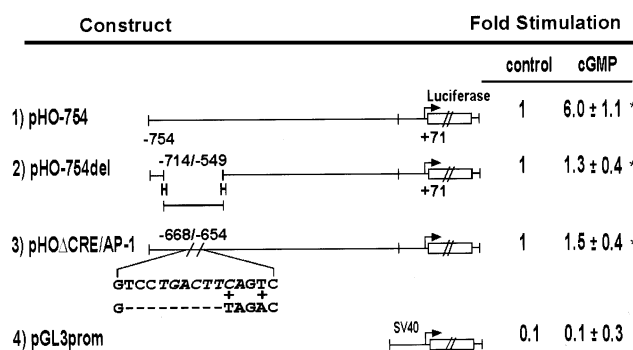 Construct Fold Stimulation
control cGMP
Luciferase
1) pHO-754 1 6.0 ± 1.1 *
-754 +71
2) pHO-754del -714/-549 1 1.3 ± 0.4 *
H H +71
3) pHO∆CRE/AP-1 -668/-654 1 1.5 ± 0.4 *
GTCCTGACTTCAGTC
+ +
G---------TAGAC
4) pGL3prom SV40 0.1 0.1 ± 0.3